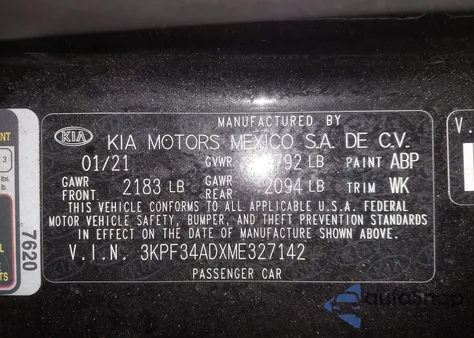 MANUFACTURED BY
KIA KIA MOTORS MEXICO S.A. DE C.V.
01/21 GVWR 3792 LB PAINT ABP
GAWR FRONT 2183 LB GAWR REAR 2094 LB TRIM WK
THIS VEHICLE CONFORMS TO ALL APPLICABLE U.S.A. FEDERAL
MOTOR VEHICLE SAFETY, BUMPER, AND THEFT PREVENTION STANDARDS
IN EFFECT ON THE DATE OF MANUFACTURE SHOWN ABOVE.
V.I.N. 3KPF34ADXME327142
PASSENGER CAR
7620